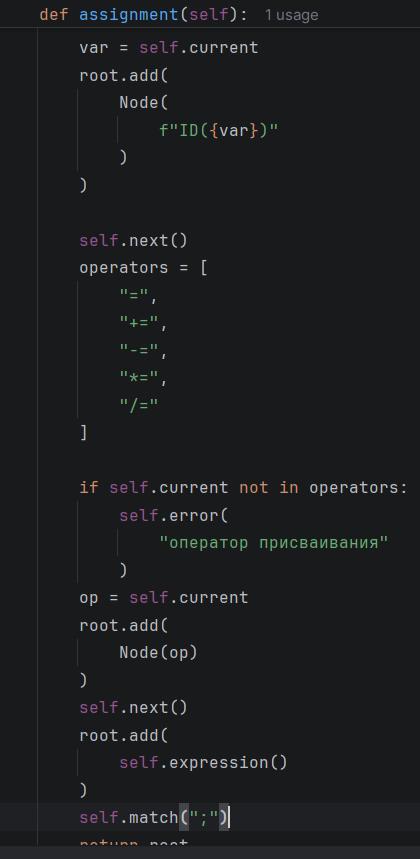 def assignment(self): 1 usage
var = self.current
root.add(
Node(
f"ID({var})"
)
)
self.next()
operators = [
"=",
"+=",
"-=",
"*=",
"/="
]
if self.current not in operators:
self.error(
"оператор присваивания"
)
op = self.current
root.add(
Node(op)
)
self.next()
root.add(
self.expression()
)
self.match(";")
return root